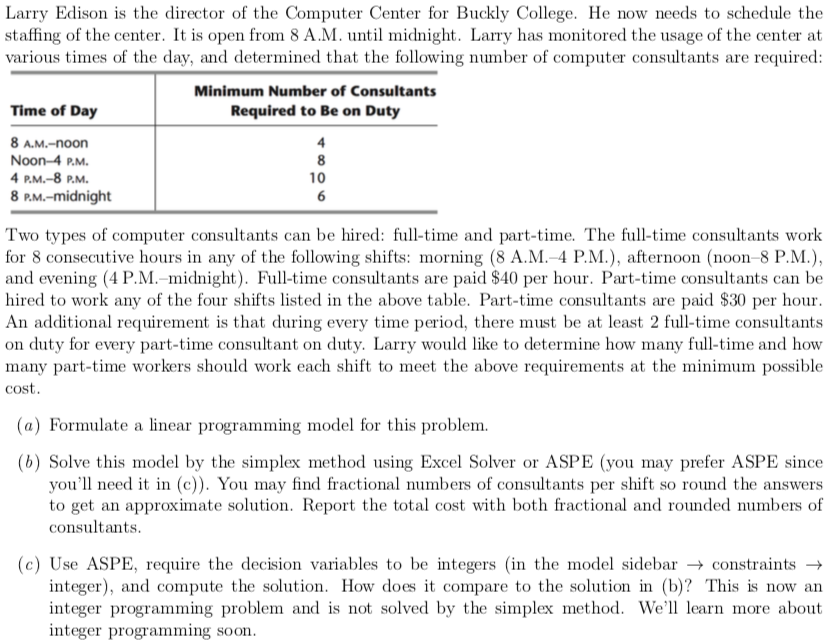 Larry Edison is the director of the Computer Center for Buckly College. He now needs to schedule the
staffing of the center. It is open from 8 A.M. until midnight. Larry has monitored the usage of the center at
various times of the day, and determined that the following number of computer consultants are required:
Minimum Number of Consultants
Time of Day Required to Be on Duty
8 A.M.–noon 4
Noon–4 P.M. 8
4 P.M.–8 P.M. 10
8 P.M.–midnight 6
Two types of computer consultants can be hired: full-time and part-time. The full-time consultants work
for 8 consecutive hours in any of the following shifts: morning (8 A.M.–4 P.M.), afternoon (noon–8 P.M.),
and evening (4 P.M.–midnight). Full-time consultants are paid $40 per hour. Part-time consultants can be
hired to work any of the four shifts listed in the above table. Part-time consultants are paid $30 per hour.
An additional requirement is that during every time period, there must be at least 2 full-time consultants
on duty for every part-time consultant on duty. Larry would like to determine how many full-time and how
many part-time workers should work each shift to meet the above requirements at the minimum possible
cost.
(a) Formulate a linear programming model for this problem.
(b) Solve this model by the simplex method using Excel Solver or ASPE (you may prefer ASPE since
you'll need it in (c)). You may find fractional numbers of consultants per shift so round the answers
to get an approximate solution. Report the total cost with both fractional and rounded numbers of
consultants.
(c) Use ASPE, require the decision variables to be integers (in the model sidebar → constraints →
integer), and compute the solution. How does it compare to the solution in (b)? This is now an
integer programming problem and is not solved by the simplex method. We'll learn more about
integer programming soon.